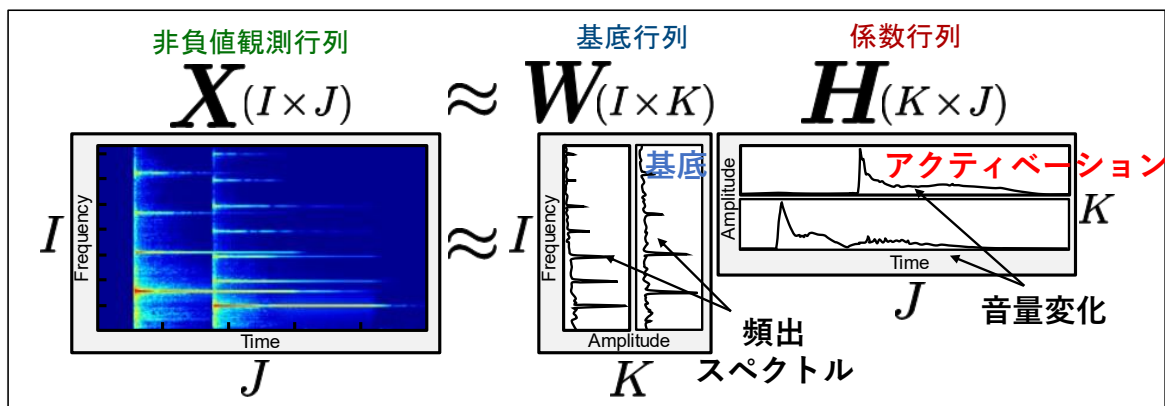 非負値観測行列 基底行列 係数行列
X(I×J) ≈ W(I×K) H(K×J)
I Frequency ≈ I Frequency 基底 Amplitude アクティベーション K
Time
Time Amplitude J 音量変化
J K 頻出
スペクトル